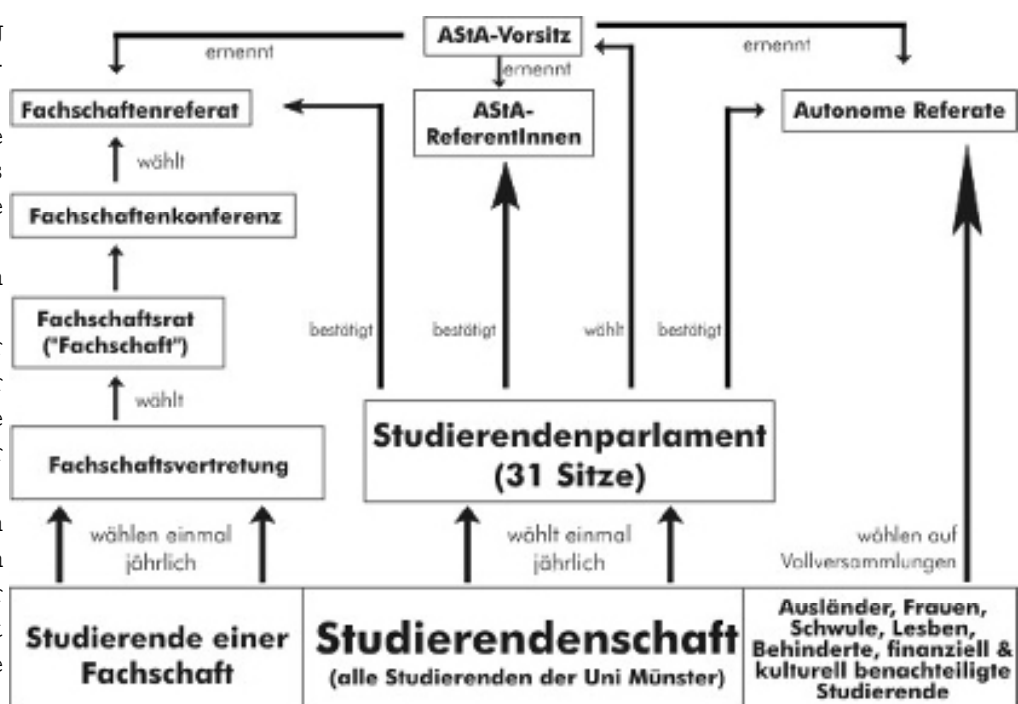 AStA-Vorsitz
ernennt
ernennt
ernennt
Fachschaftenreferat
AStA-
ReferentInnen
Autonome Referate
wählt
Fachschaftenkonferenz
Fachschaftsrat
("Fachschaft")
bestätigt
bestätigt
wählt
bestätigt
wählt
Fachschaftsvertretung
Studierendenparlament
(31 Sitze)
wählen einmal
jährlich
wählt einmal
jährlich
wählen auf
Vollversammlungen
Studierende einer
Fachschaft
Studierendenschaft
(alle Studierenden der Uni Münster)
Ausländer, Frauen,
Schwule, Lesben,
Behinderte, finanziell &
kulturell benachteiligte
Studierende